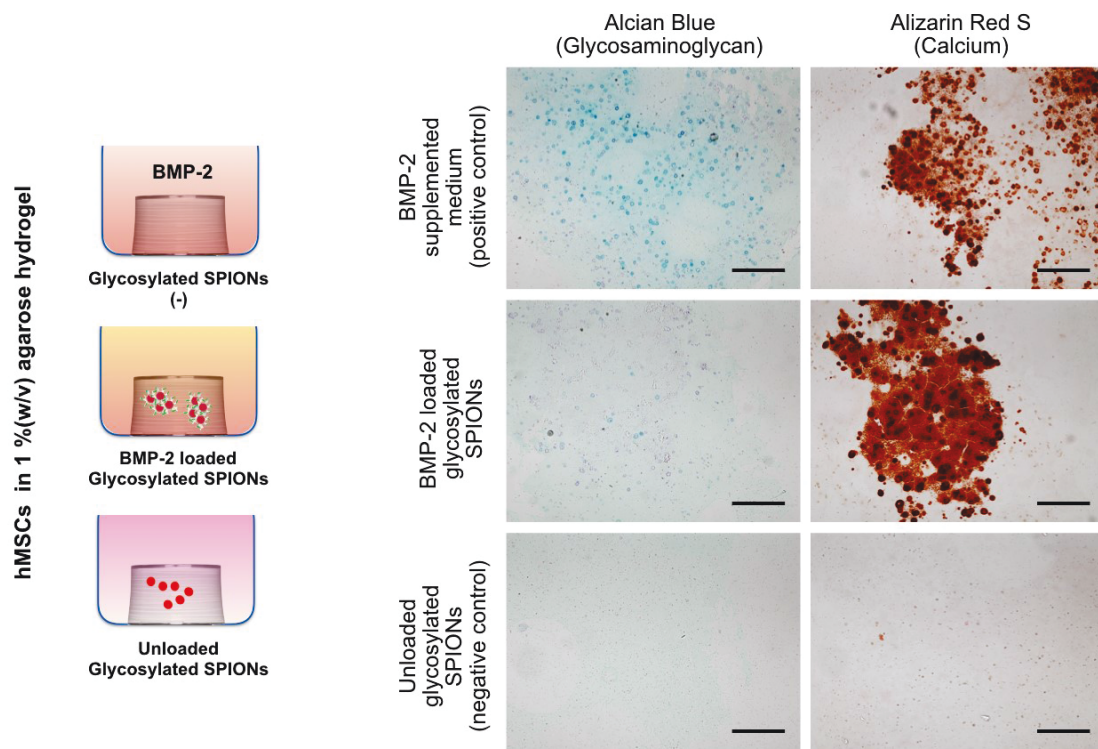 hMSCs in 1 %(w/v) agarose hydrogel
BMP-2
Glycosylated SPIONs
(-)
BMP-2 loaded
Glycosylated SPIONs
Unloaded
Glycosylated SPIONs
Alcian Blue
(Glycosaminoglycan)
Alizarin Red S
(Calcium)
BMP-2
supplemented
medium
(positive control)
BMP-2 loaded
glycosylated
SPIONs
Unloaded
glycosylated
SPIONs
(negative control)